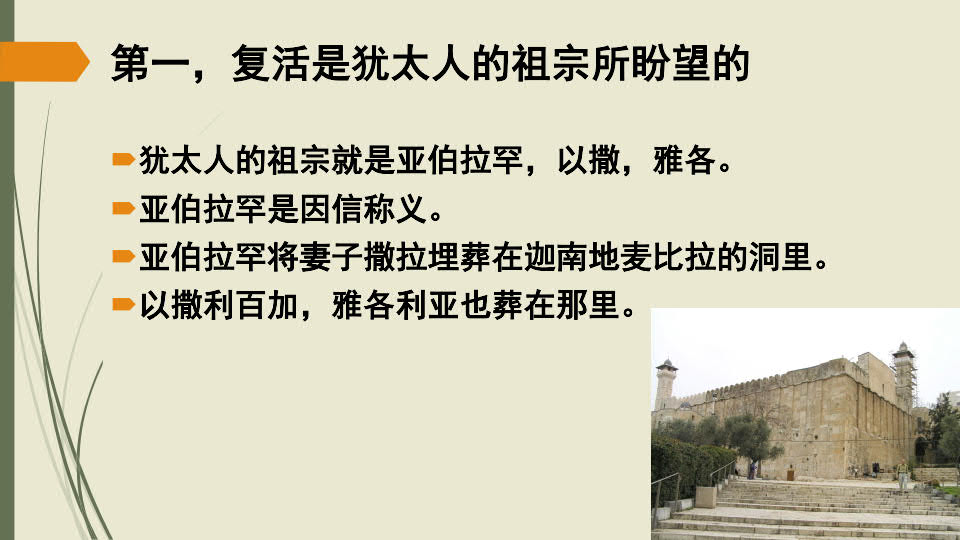 第一，复活是犹太人的祖宗所盼望的
犹太人的祖宗就是亚伯拉罕，以撒，雅各。
亚伯拉罕是因信称义。
亚伯拉罕将妻子撒拉埋葬在迦南地麦比拉的洞里。
以撒利百加，雅各利亚也葬在那里。